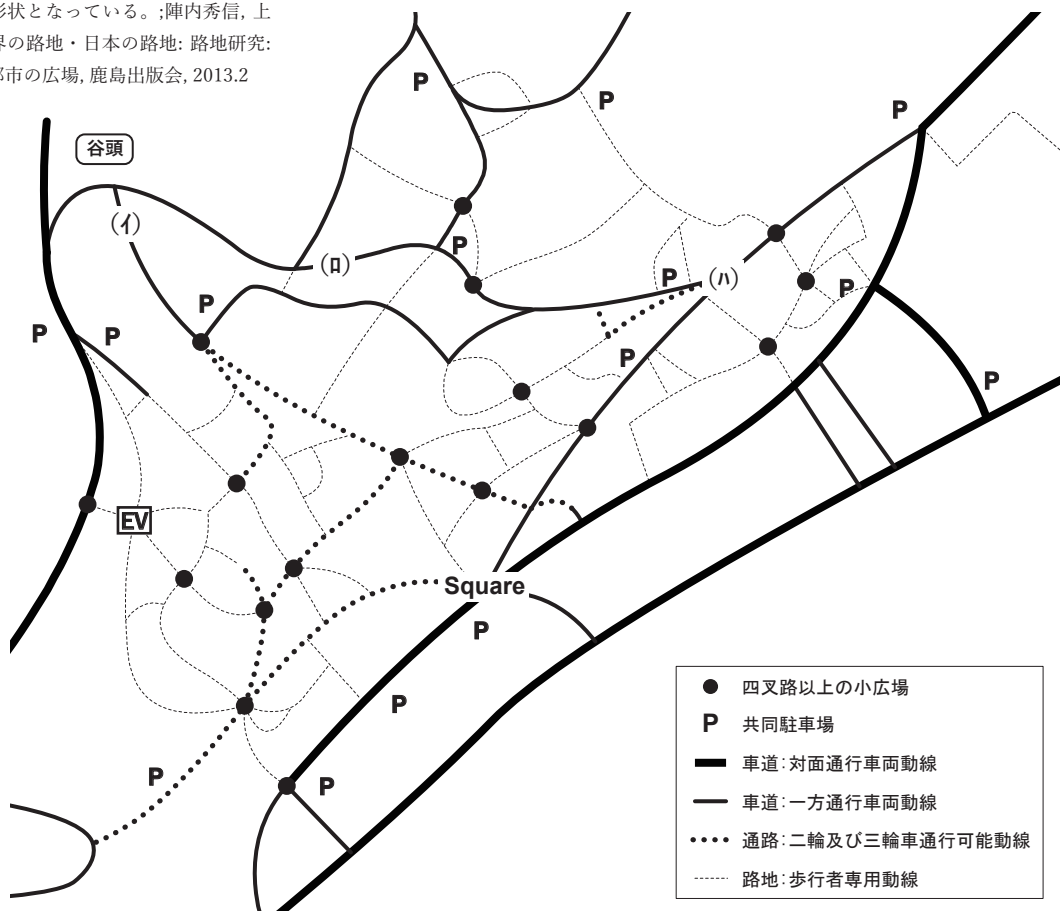 形状となっている。;陣内秀信, 上
界の路地・日本の路地: 路地研究:
都市の広場, 鹿島出版会, 2013.2
P
P
P
谷頭
(イ)
P
(ロ)
P
(ハ)
P
P
P
P
P
P
EV
Square
P
P
P
P
四叉路以上の小広場
P 共同駐車場
車道:対面通行車両動線
車道:一方通行車両動線
通路:二輪及び三輪車通行可能動線
路地:歩行者専用動線